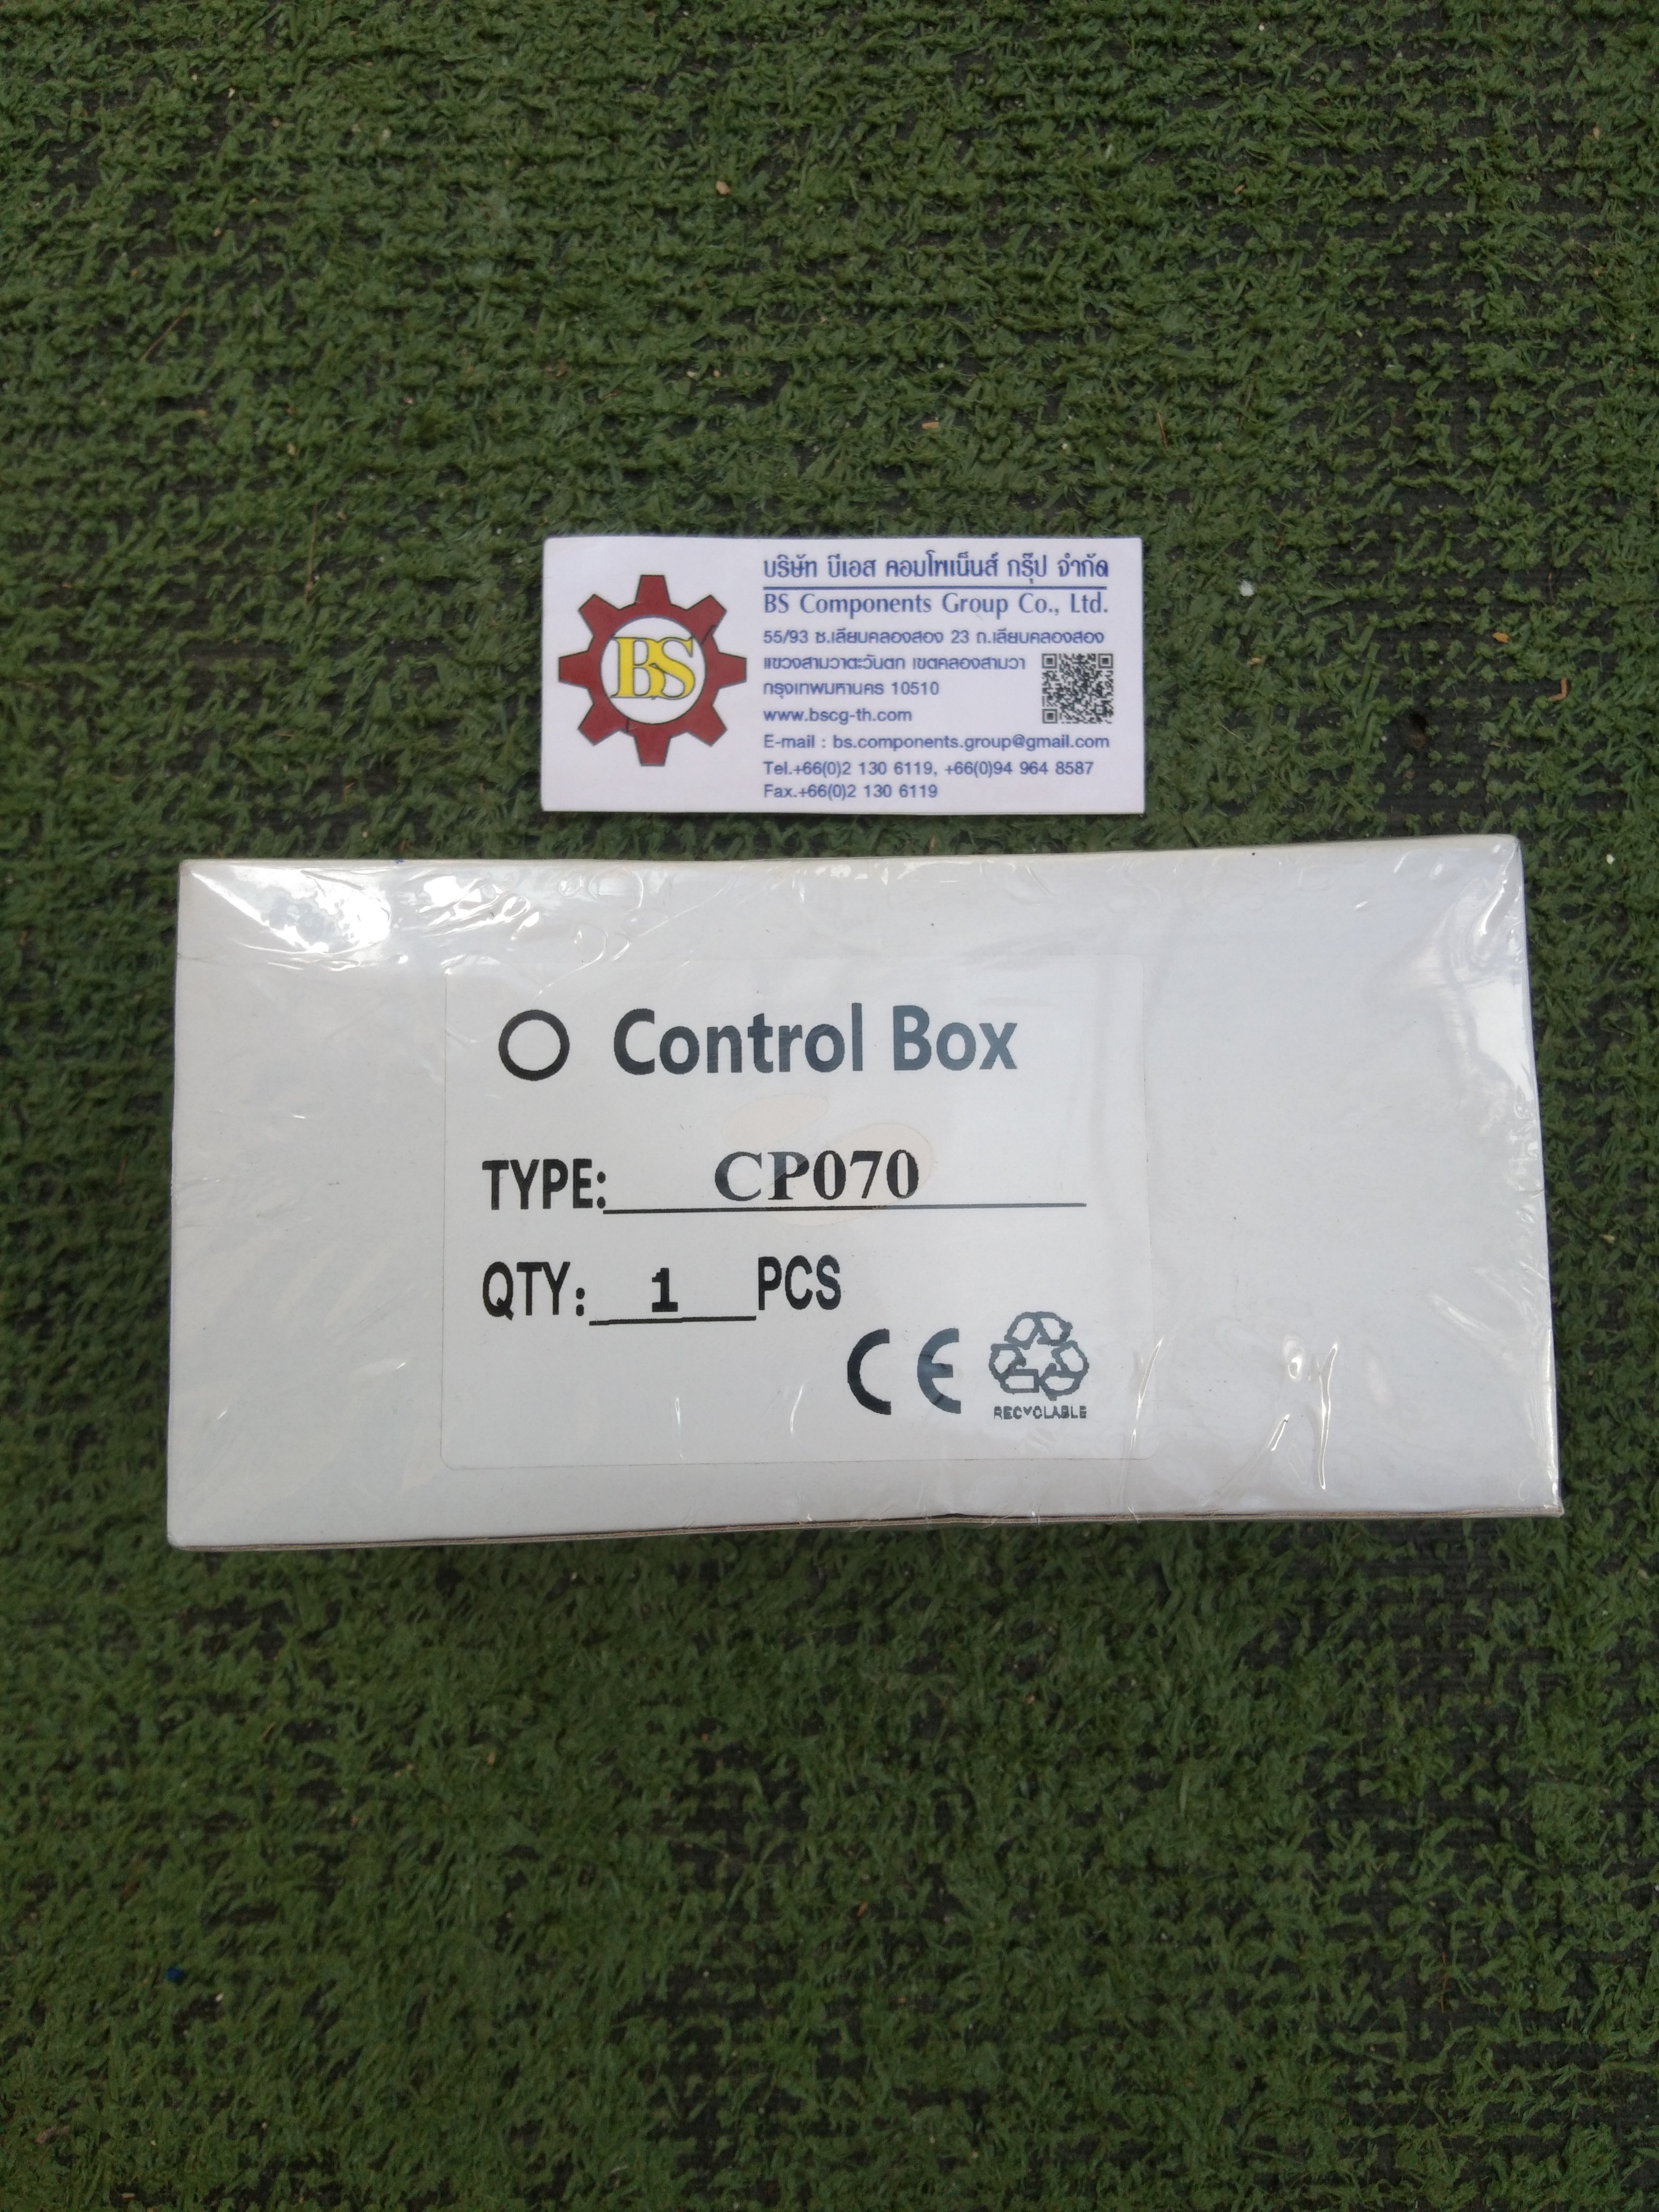 BS
บริษัท บีเอส คอมโพเน็นส์ กรุ๊ป จำกัด
BS Components Group Co., Ltd.
55/93 ซ.เลียบคลองสอง 23 ถ.เลียบคลองสอง
แขวงสามวาตะวันตก เขตคลองสามวา
กรุงเทพมหานคร 10510
www.bscg-th.com
E-mail : bs.components.group@gmail.com
Tel.+66(0)2 130 6119, +66(0)94 964 8587
Fax.+66(0)2 130 6119
Control Box
TYPE: CP070
QTY: 1 PCS
CE
RECYCLABLE